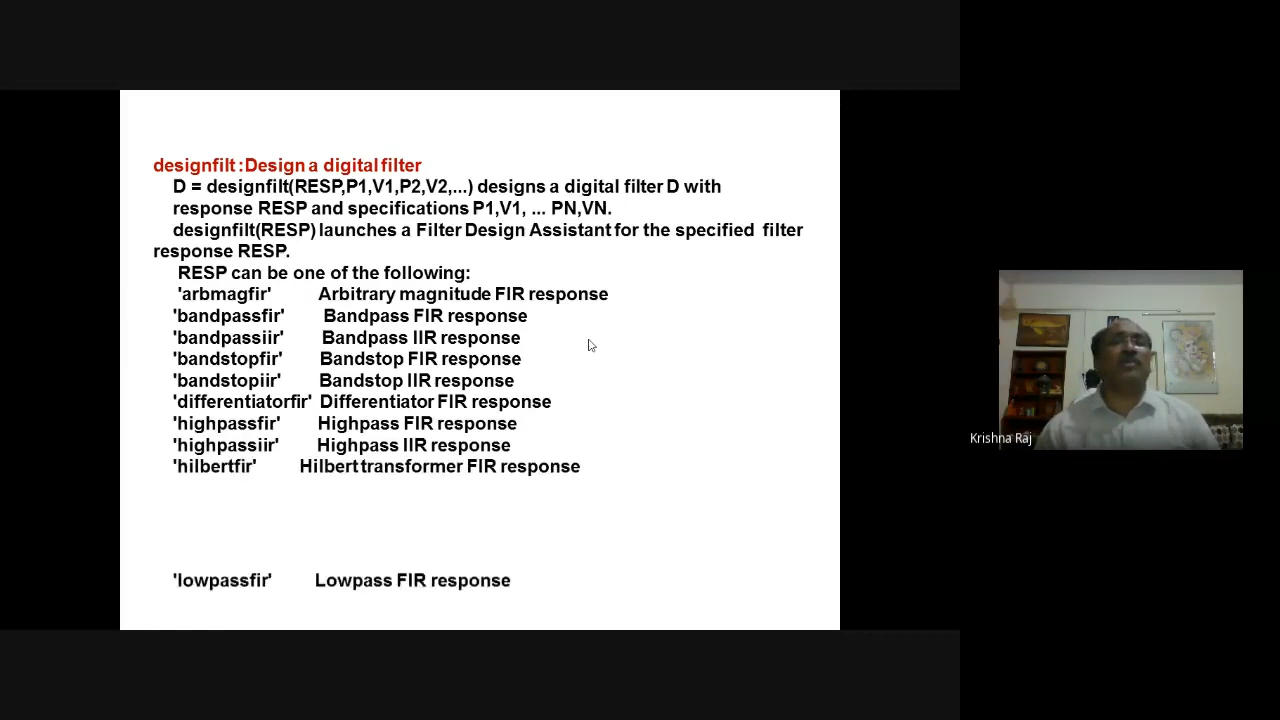 designfilt :Design a digital filter
D = designfilt(RESP,P1,V1,P2,V2,...) designs a digital filter D with
response RESP and specifications P1,V1, ... PN,VN.
designfilt(RESP) launches a Filter Design Assistant for the specified filter
response RESP.
RESP can be one of the following:
'arbmagfir' Arbitrary magnitude FIR response
'bandpassfir' Bandpass FIR response
'bandpassiir' Bandpass IIR response
'bandstopfir' Bandstop FIR response
'bandstopiir' Bandstop IIR response
'differentiatorfir' Differentiator FIR response
'highpassfir' Highpass FIR response
'highpassiir' Highpass IIR response
'hilbertfir' Hilbert transformer FIR response
'lowpassfir' Lowpass FIR response
Krishna Raj